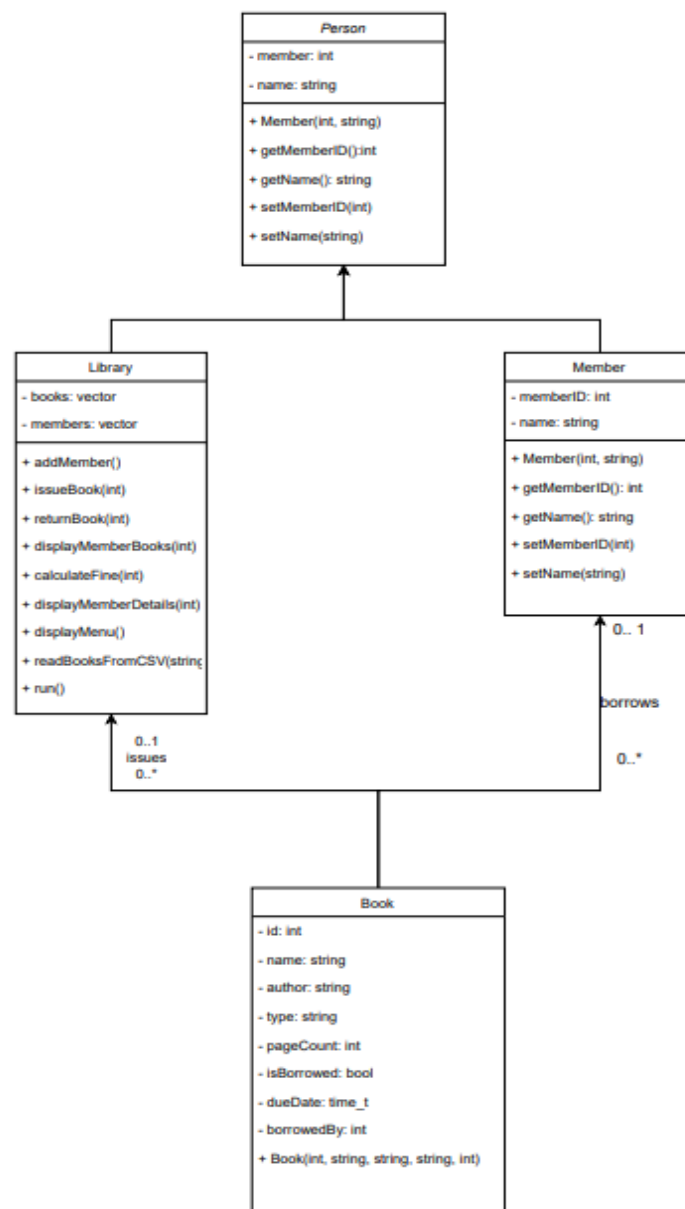 Person
- member: int
- name: string
+ Member(int, string)
+ getMemberID():int
+ getName(): string
+ setMemberID(int)
+ setName(string)
Library
- books: vector
- members: vector
+ addMember()
+ issueBook(int)
+ returnBook(int)
+ displayMemberBooks(int)
+ calculateFine(int)
+ displayMemberDetails(int)
+ displayMenu()
+ readBooksFromCSV(string
+ run()
Member
- memberID: int
- name: string
+ Member(int, string)
+ getMemberID(): int
+ getName(): string
+ setMemberID(int)
+ setName(string)
0..1
issues
0..*
0.. 1
borrows
0..*
Book
- id: int
- name: string
- author: string
- type: string
- pageCount: int
- isBorrowed: bool
- dueDate: time_t
- borrowedBy: int
+ Book(int, string, string, string, int)